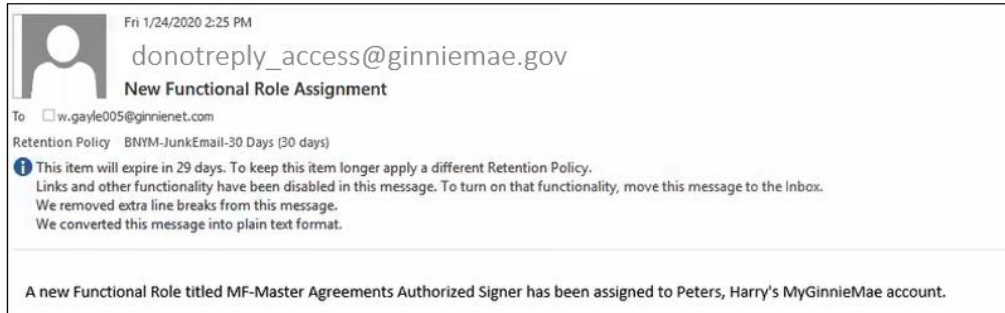 Fri 1/24/2020 2:25 PM
donotreply_access@ginniemae.gov
New Functional Role Assignment
To w.gayle005@ginnienet.com
Retention Policy BNYM-JunkEmail-30 Days (30 days)
This item will expire in 29 days. To keep this item longer apply a different Retention Policy.
Links and other functionality have been disabled in this message. To turn on that functionality, move this message to the Inbox.
We removed extra line breaks from this message.
We converted this message into plain text format.
A new Functional Role titled MF-Master Agreements Authorized Signer has been assigned to Peters, Harry's MyGinnieMae account.